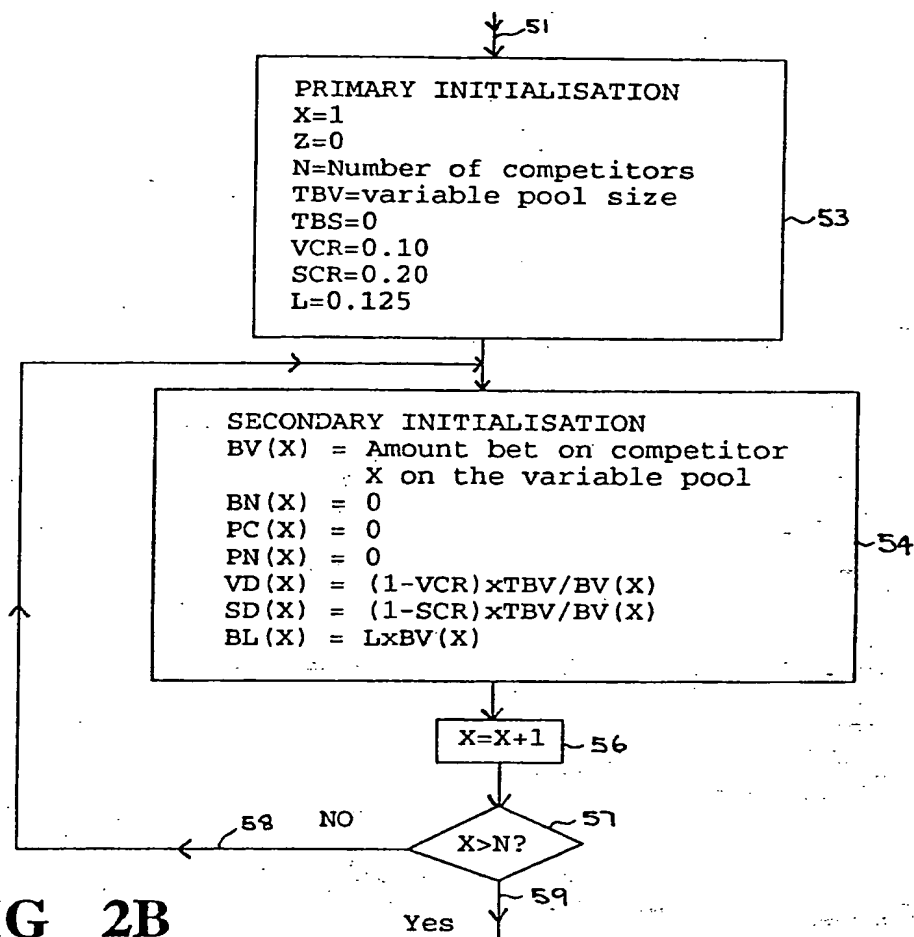 51
PRIMARY INITIALISATION
X=1
Z=0
N=Number of competitors
TBV=variable pool size
TBS=0
VCR=0.10
SCR=0.20
L=0.125
53
SECONDARY INITIALISATION
BV(X) = Amount bet on competitor
X on the variable pool
BN(X) = 0
PC(X) = 0
PN(X) = 0
VD(X) = (1-VCR)xTBV/BV(X)
SD(X) = (1-SCR)xTBV/BV(X)
BL(X) = LxBV(X)
54
X=X+1
56
57
58
NO
X>N?
59
IG 2B
Yes